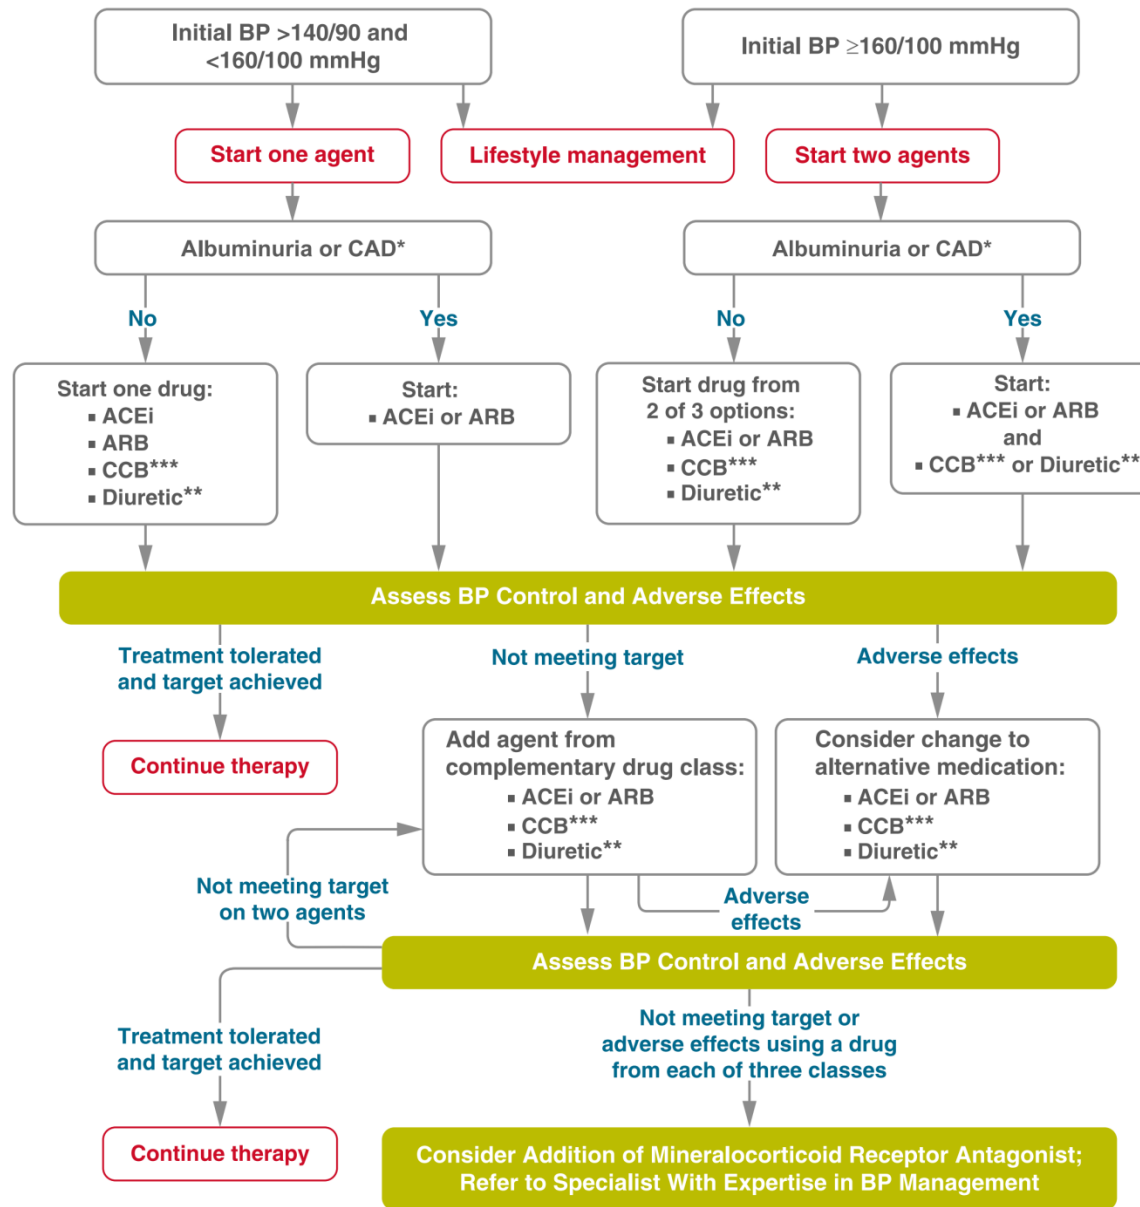 Initial BP >140/90 and
<160/100 mmHg
Initial BP ≥160/100 mmHg
Start one agent
Lifestyle management
Start two agents
Albuminuria or CAD*
Albuminuria or CAD*
No
Yes
No
Yes
Start one drug:
▪ ACEi
▪ ARB
▪ CCB***
▪ Diuretic**
Start:
▪ ACEi or ARB
Start drug from
2 of 3 options:
▪ ACEi or ARB
▪ CCB***
▪ Diuretic**
Start:
▪ ACEi or ARB
and
▪ CCB*** or Diuretic**
Assess BP Control and Adverse Effects
Treatment tolerated
and target achieved
Not meeting target
Adverse effects
Continue therapy
Add agent from
complementary drug class:
▪ ACEi or ARB
▪ CCB***
▪ Diuretic**
Consider change to
alternative medication:
▪ ACEi or ARB
▪ CCB***
▪ Diuretic**
Not meeting target
on two agents
Adverse
effects
Assess BP Control and Adverse Effects
Treatment tolerated
and target achieved
Not meeting target or
adverse effects using a drug
from each of three classes
Continue therapy
Consider Addition of Mineralocorticoid Receptor Antagonist;
Refer to Specialist With Expertise in BP Management